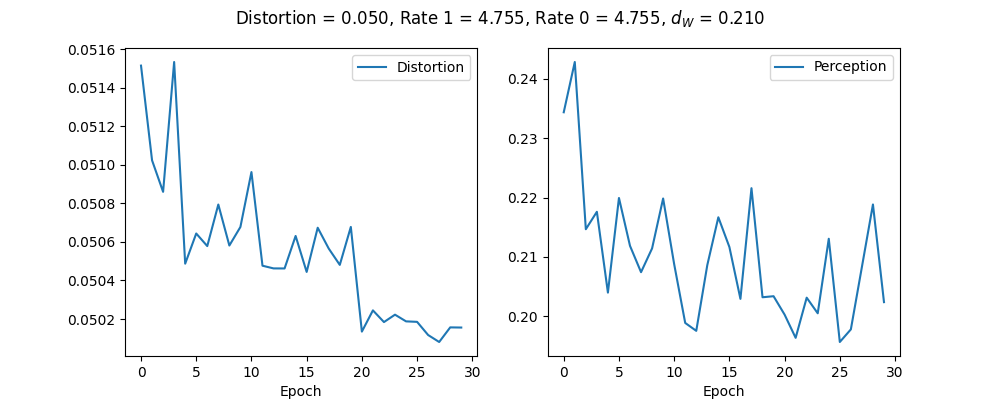 Distortion = 0.050, Rate 1 = 4.755, Rate 0 = 4.755, d_W = 0.210
0.0516
0.0514
0.0512
0.0510
0.0508
0.0506
0.0504
0.0502
Distortion
0 5 10 15 20 25 30
Epoch
0.24
0.23
0.22
0.21
0.20
Perception
0 5 10 15 20 25 30
Epoch